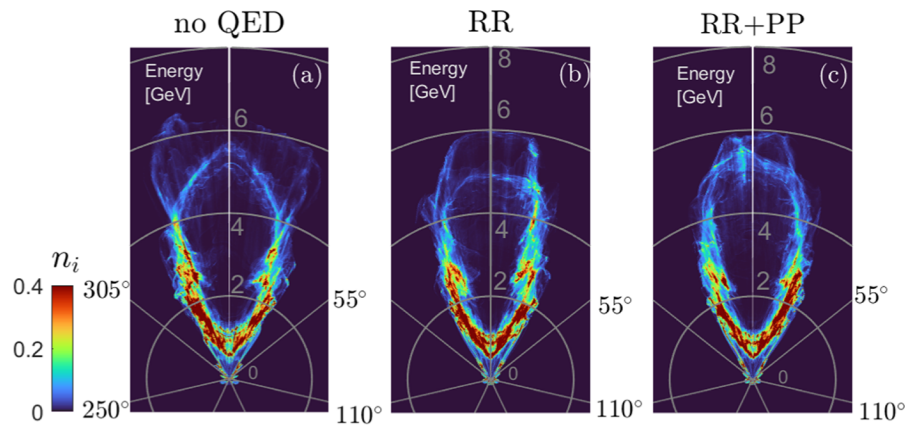 no QED
RR
RR+PP
Energy
[GeV]
(a)
6
4
2
0
Energy
[GeV]
(b)
8
6
4
2
0
Energy
[GeV]
(c)
8
6
4
2
0
n_i
0.4
0.2
0
305°
250°
55°
110°
55°
110°
55°
110°